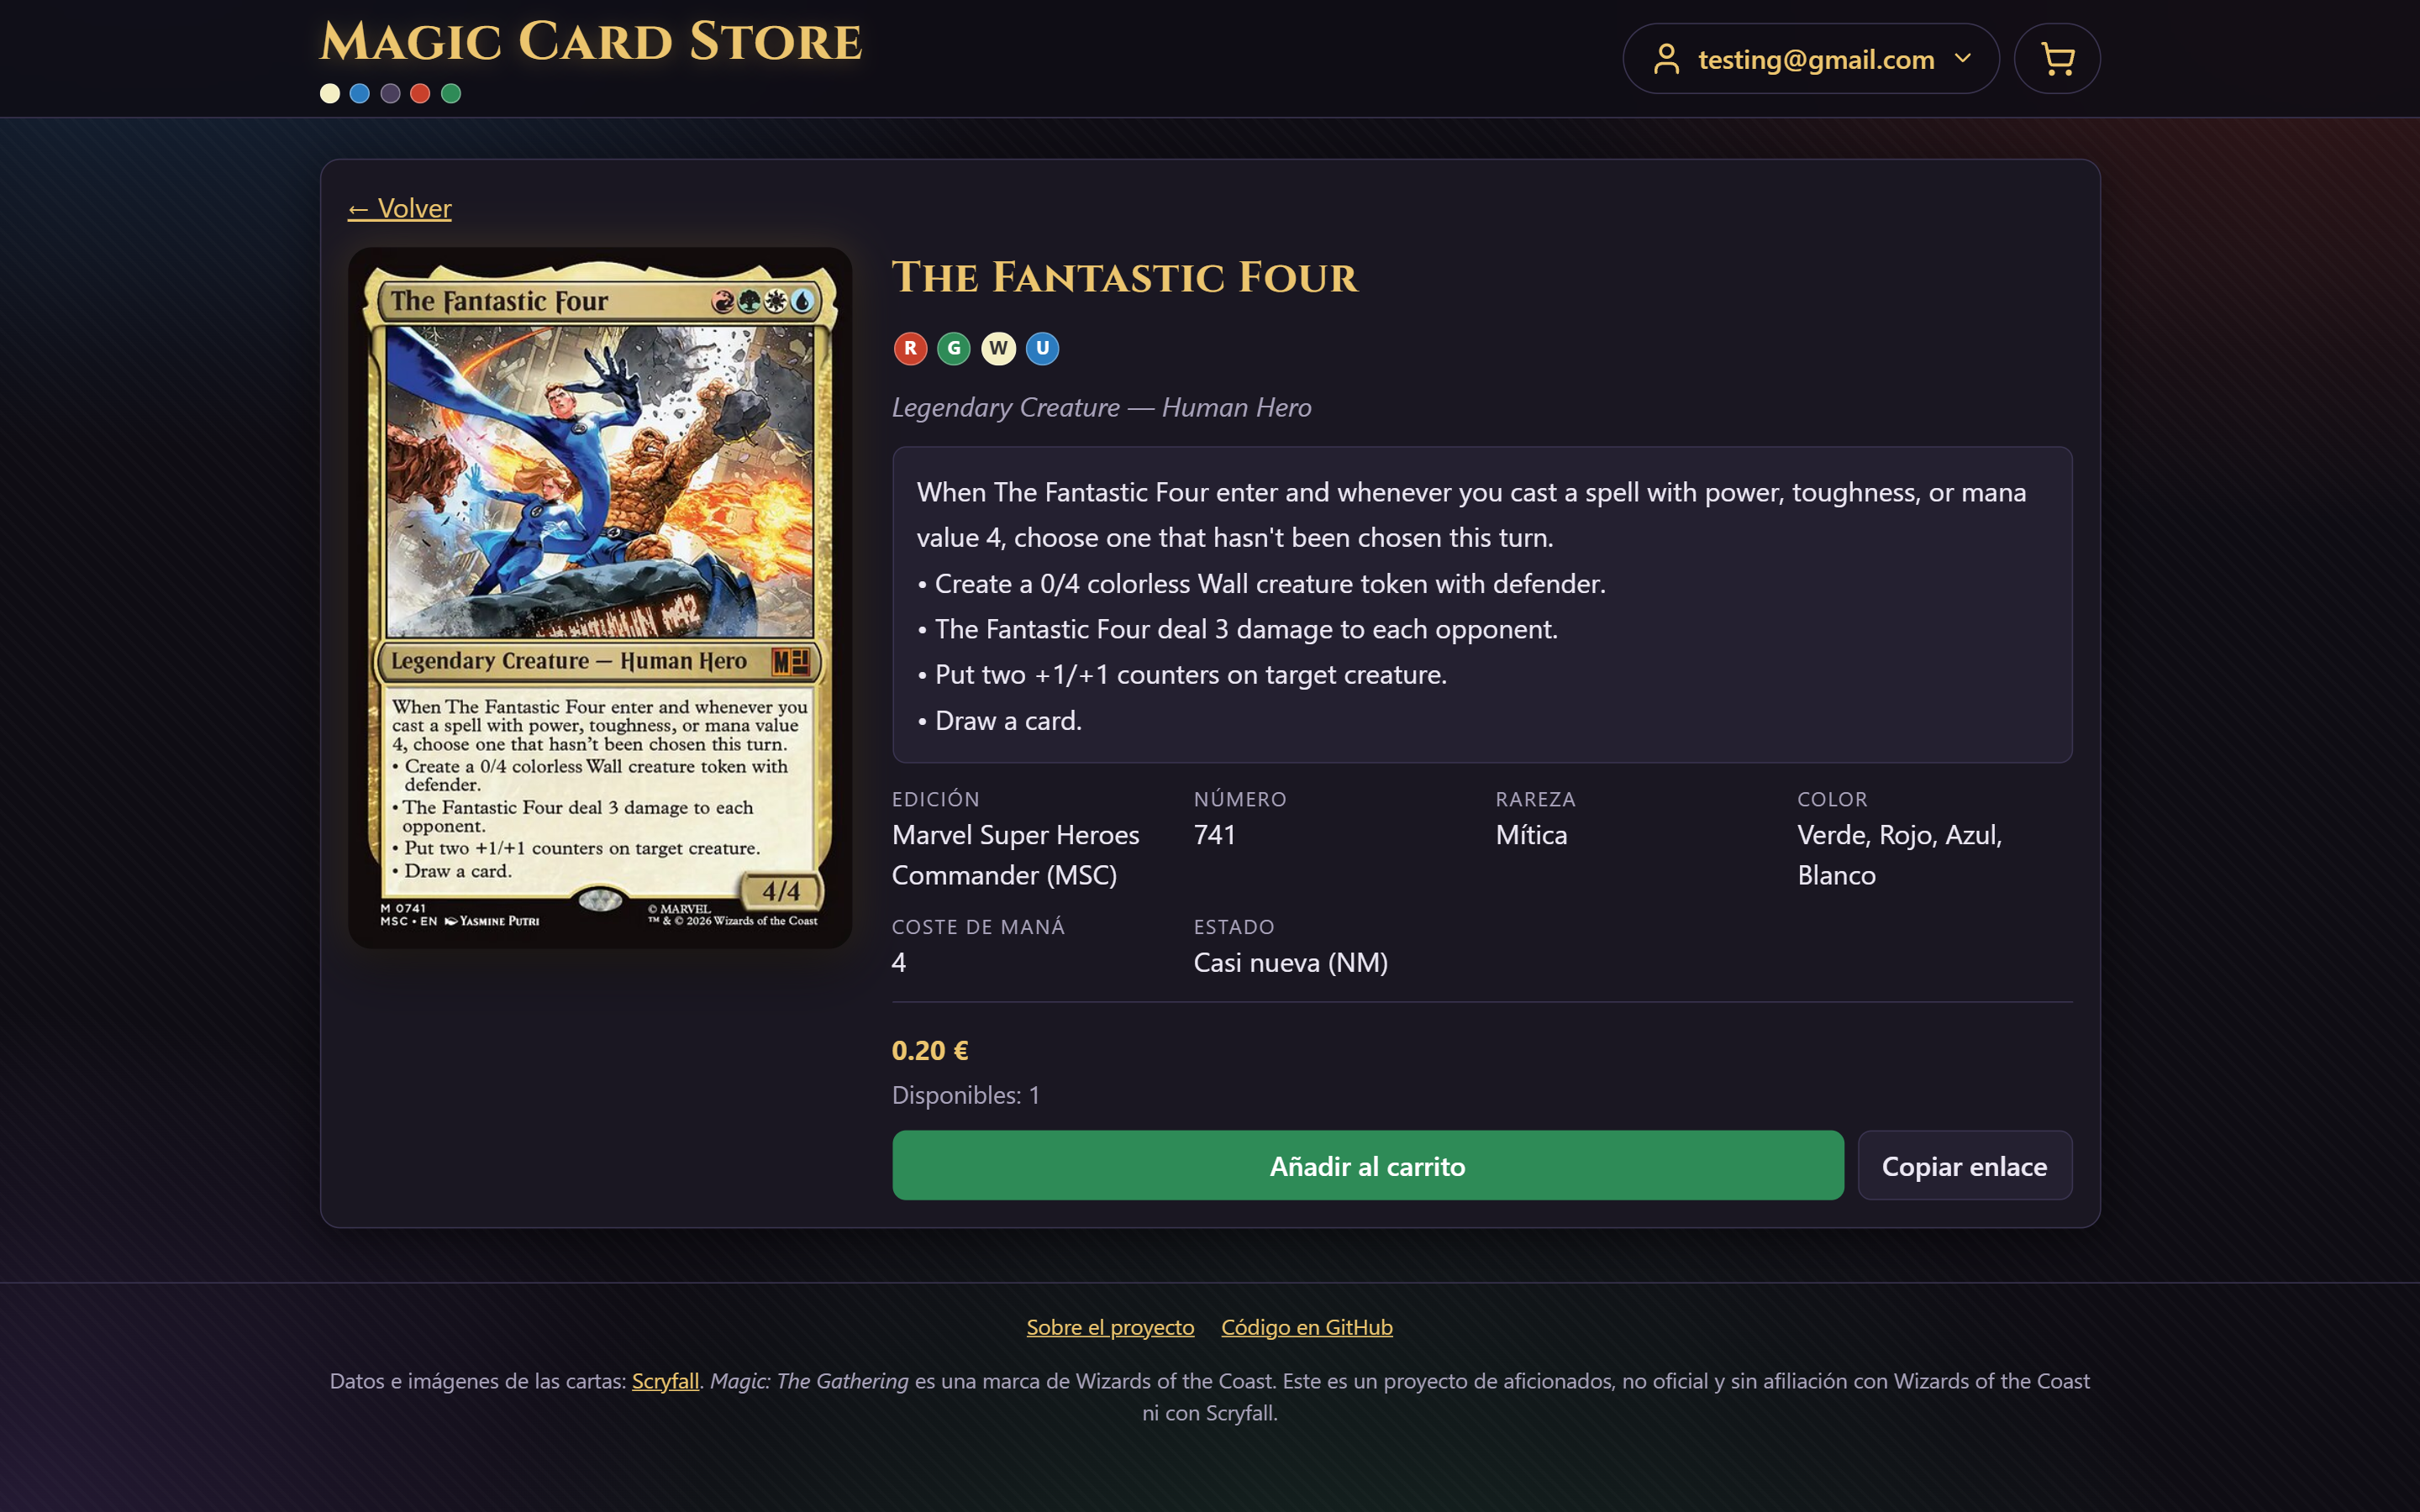 Magic Card Store
testing@gmail.com
← Volver
The Fantastic Four
Legendary Creature — Human Hero
When The Fantastic Four enter and whenever you
cast a spell with power, toughness, or mana value
4, choose one that hasn't been chosen this turn.
• Create a 0/4 colorless Wall creature token with
defender.
• The Fantastic Four deal 3 damage to each
opponent.
• Put two +1/+1 counters on target creature.
• Draw a card.
4/4
M 0741
MSC • EN YASMINE PUTRI
© MARVEL
™ & © 2026 Wizards of the Coast
The Fantastic Four
R G W U
Legendary Creature — Human Hero
When The Fantastic Four enter and whenever you cast a spell with power, toughness, or mana
value 4, choose one that hasn't been chosen this turn.
• Create a 0/4 colorless Wall creature token with defender.
• The Fantastic Four deal 3 damage to each opponent.
• Put two +1/+1 counters on target creature.
• Draw a card.
EDICIÓN
Marvel Super Heroes
Commander (MSC)
NÚMERO
741
RAREZA
Mítica
COLOR
Verde, Rojo, Azul,
Blanco
COSTE DE MANÁ
4
ESTADO
Casi nueva (NM)
0.20 €
Disponibles: 1
Añadir al carrito
Copiar enlace
Sobre el proyecto
Código en GitHub
Datos e imágenes de las cartas: Scryfall. Magic: The Gathering es una marca de Wizards of the Coast. Este es un proyecto de aficionados, no oficial y sin afiliación con Wizards of the Coast
ni con Scryfall.